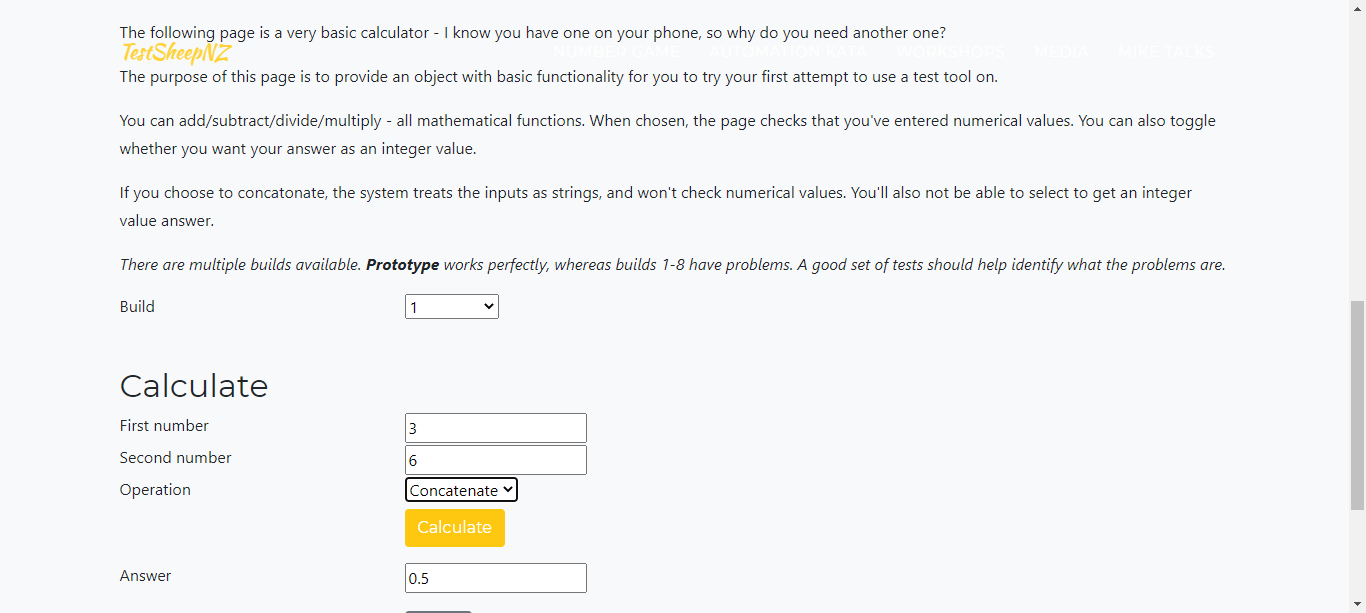 The following page is a very basic calculator - I know you have one on your phone, so why do you need another one?
TestSheepNZ NUMBER GAME AUTOMATION BETA WORKSHOPS MEDIA MIKE TALKS
The purpose of this page is to provide an object with basic functionality for you to try your first attempt to use a test tool on.
You can add/subtract/divide/multiply - all mathematical functions. When chosen, the page checks that you've entered numerical values. You can also toggle
whether you want your answer as an integer value.
If you choose to concatonate, the system treats the inputs as strings, and won't check numerical values. You'll also not be able to select to get an integer
value answer.
There are multiple builds available. Prototype works perfectly, whereas builds 1-8 have problems. A good set of tests should help identify what the problems are.
Build 1
Calculate
First number 3
Second number 6
Operation Concatenate
Calculate
Answer 0.5